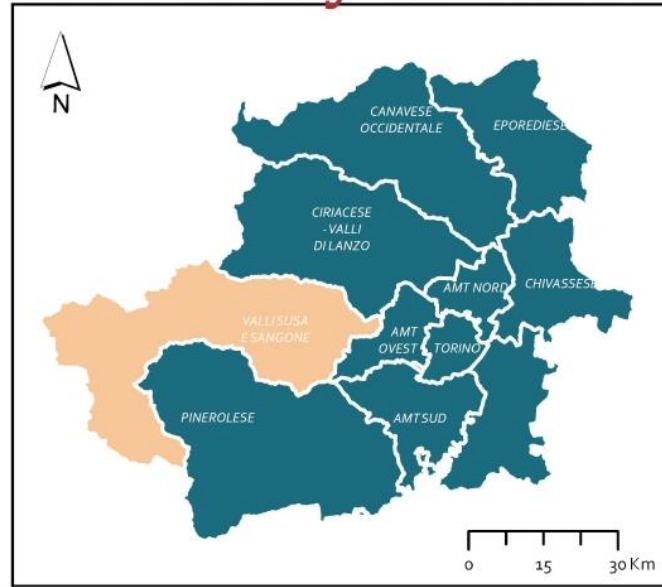 N
CANAVESE
OCCIDENTALE
EPOREDIESE
CIRIACESE
- VALLI
DI LANZO
AMT NORD
CHIVASSESE
VALLI SUSA
E SANGONE
AMT
OVEST
TORINO
PINEROLESE
AMT SUD
0 15 30 Km